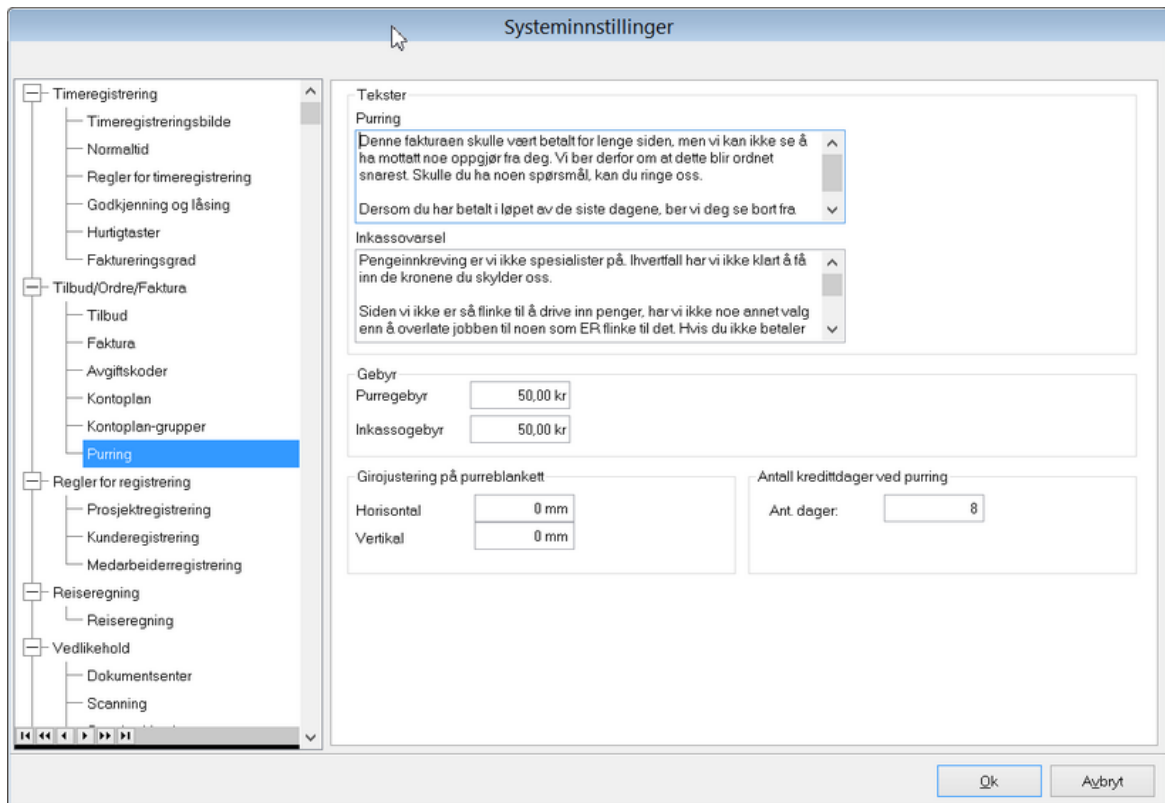 Systeminnstillinger
Timeregistrering
Timeregistreringsbilde
Normaltid
Regler for timeregistrering
Godkjenning og låsing
Hurtigtaster
Faktureringsgrad
Tilbud/Ordre/Faktura
Tilbud
Faktura
Avgiftskoder
Kontoplan
Kontoplan-grupper
Purring
Regler for registrering
Prosjektregistrering
Kunderegistrering
Medarbeiderregistrering
Reiseregning
Reiseregning
Vedlikehold
Dokumentsenter
Scanning
Tekster
Purring
Denne fakturaen skulle vært betalt for lenge siden, men vi kan ikke se å
ha mottatt noe oppgjør fra deg. Vi ber derfor om at dette blir ordnet
snarest. Skulle du ha noen spørsmål, kan du ringe oss.
Dersom du har betalt i løpet av de siste dagene, ber vi deg se bort fra
Inkassovarsel
Pengeinnkreving er vi ikke spesialister på. Ihvertfall har vi ikke klart å få
inn de kronene du skylder oss.
Siden vi ikke er så flinke til å drive inn penger, har vi ikke noe annet valg
enn å overlate jobben til noen som ER flinke til det. Hvis du ikke betaler
Gebyr
Purregebyr 50,00 kr
Inkassogebyr 50,00 kr
Girojustering på purreblankett
Horisontal 0 mm
Vertikal 0 mm
Antall kredittdager ved purring
Ant. dager: 8
Ok Avbryt